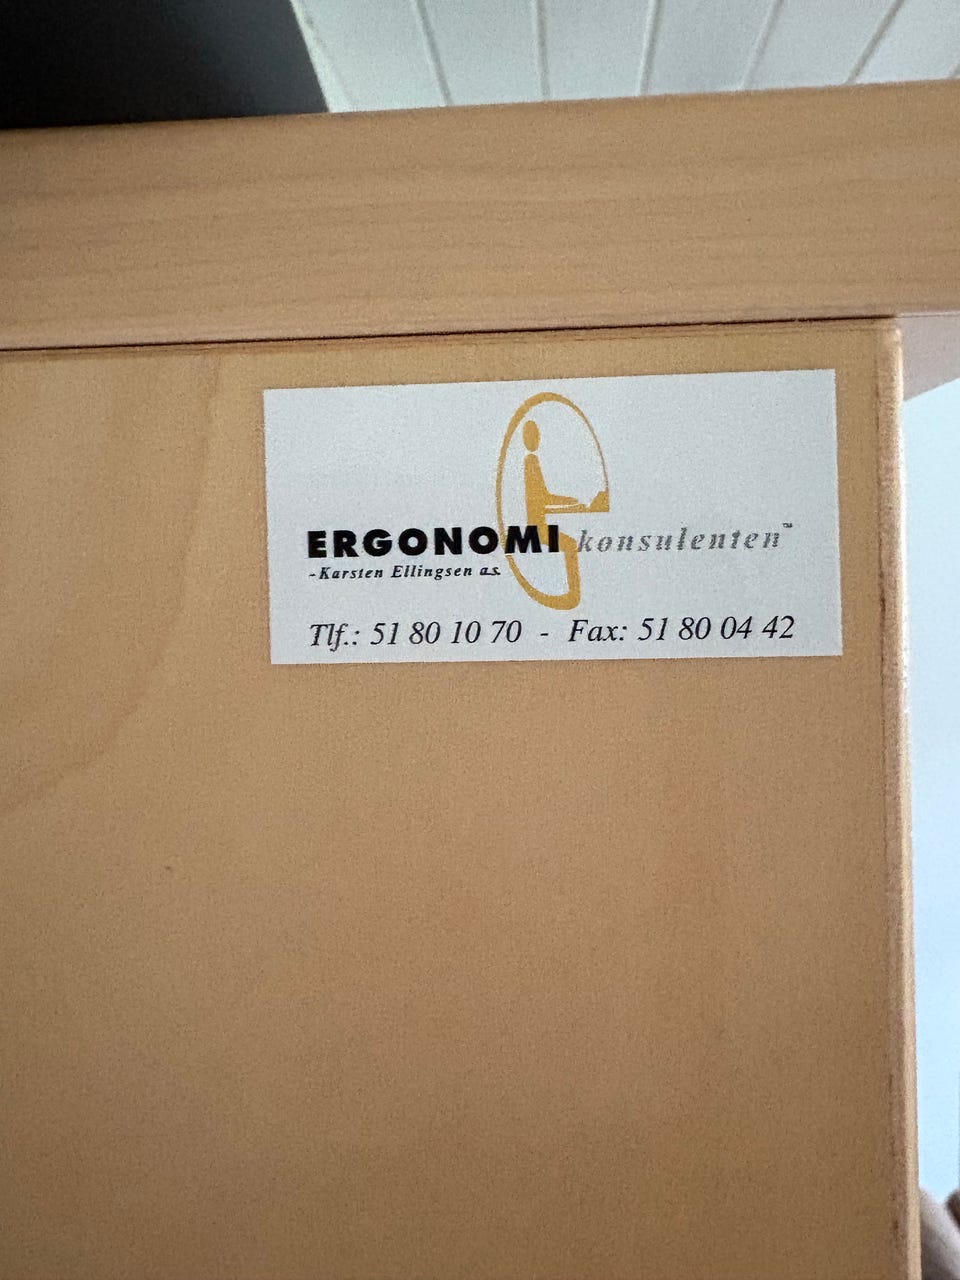 ERGONOMI konsulenten™
-Karsten Ellingsen a.s.
Tlf.: 51 80 10 70 - Fax: 51 80 04 42